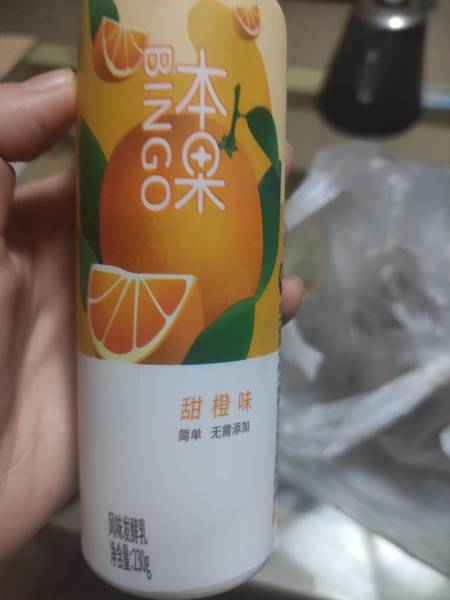 本果
BINGO
甜橙味
简单 无需添加
风味发酵乳
净含量:230g